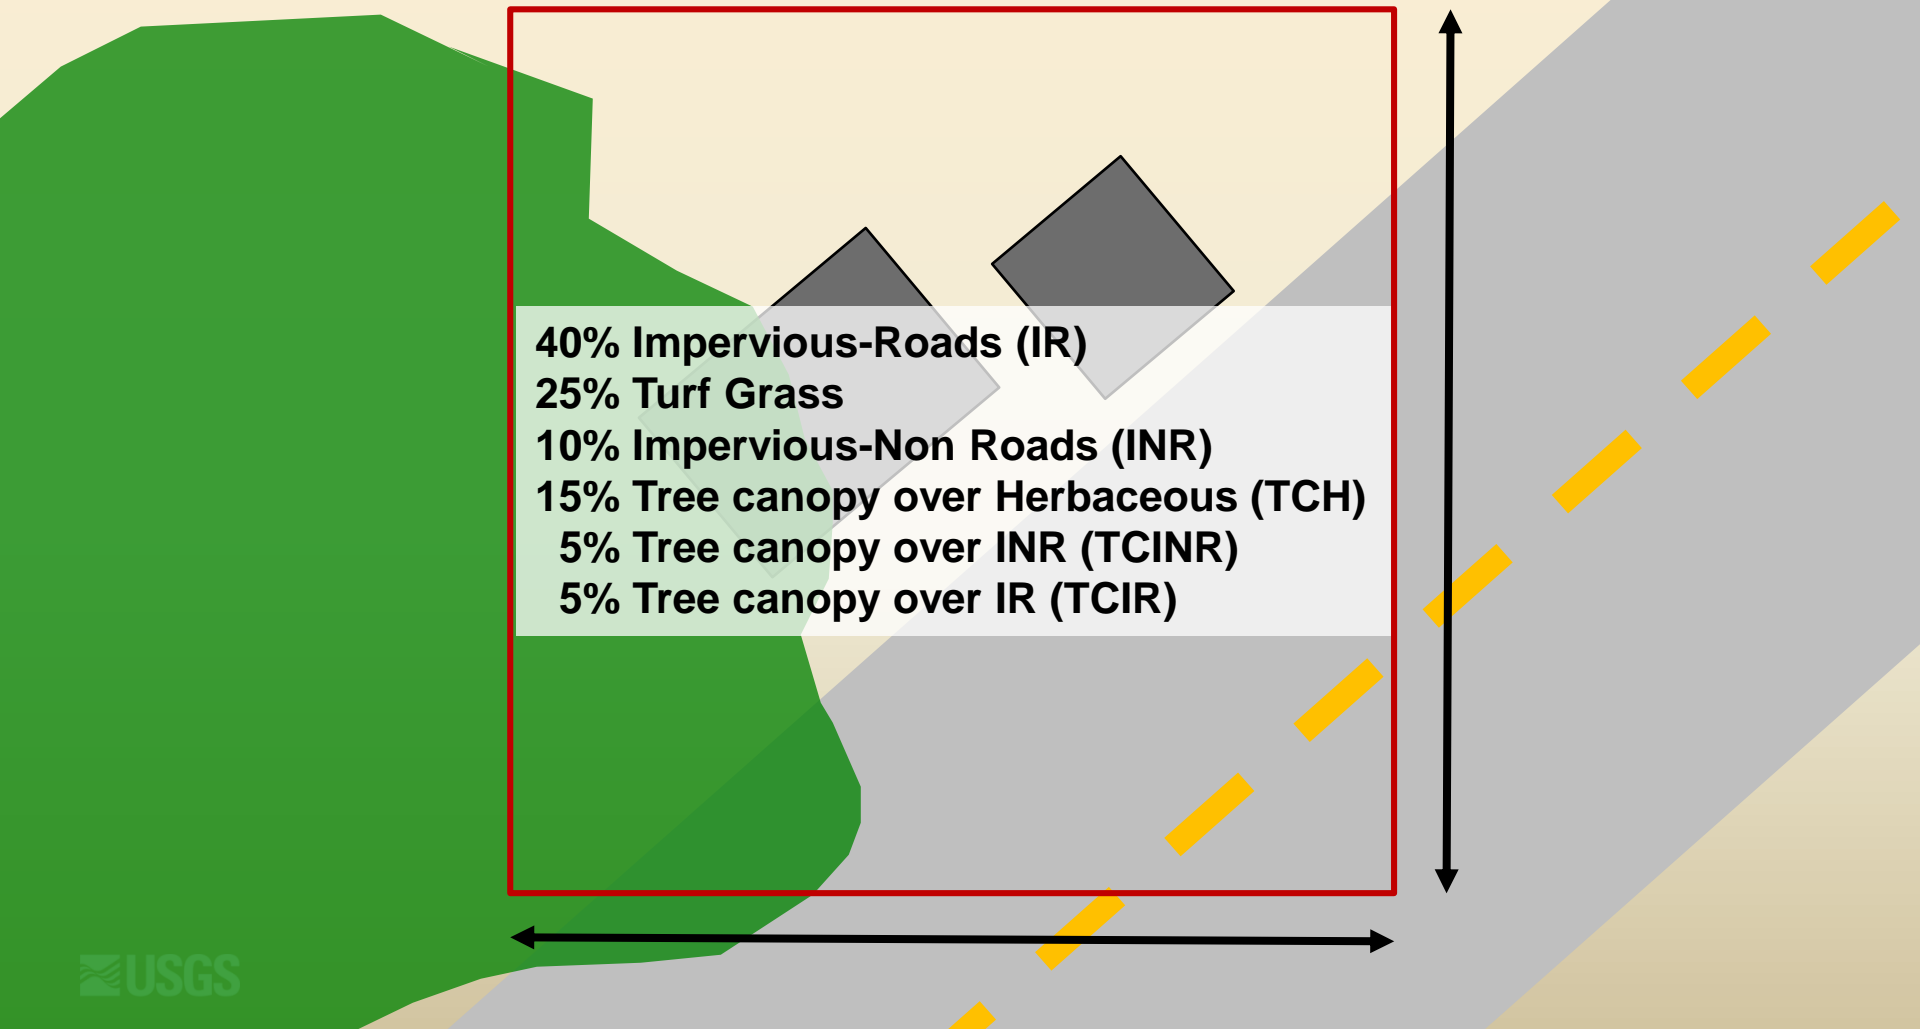 40% Impervious-Roads (IR)
25% Turf Grass
10% Impervious-Non Roads (INR)
15% Tree canopy over Herbaceous (TCH)
5% Tree canopy over INR (TCINR)
5% Tree canopy over IR (TCIR)
USGS